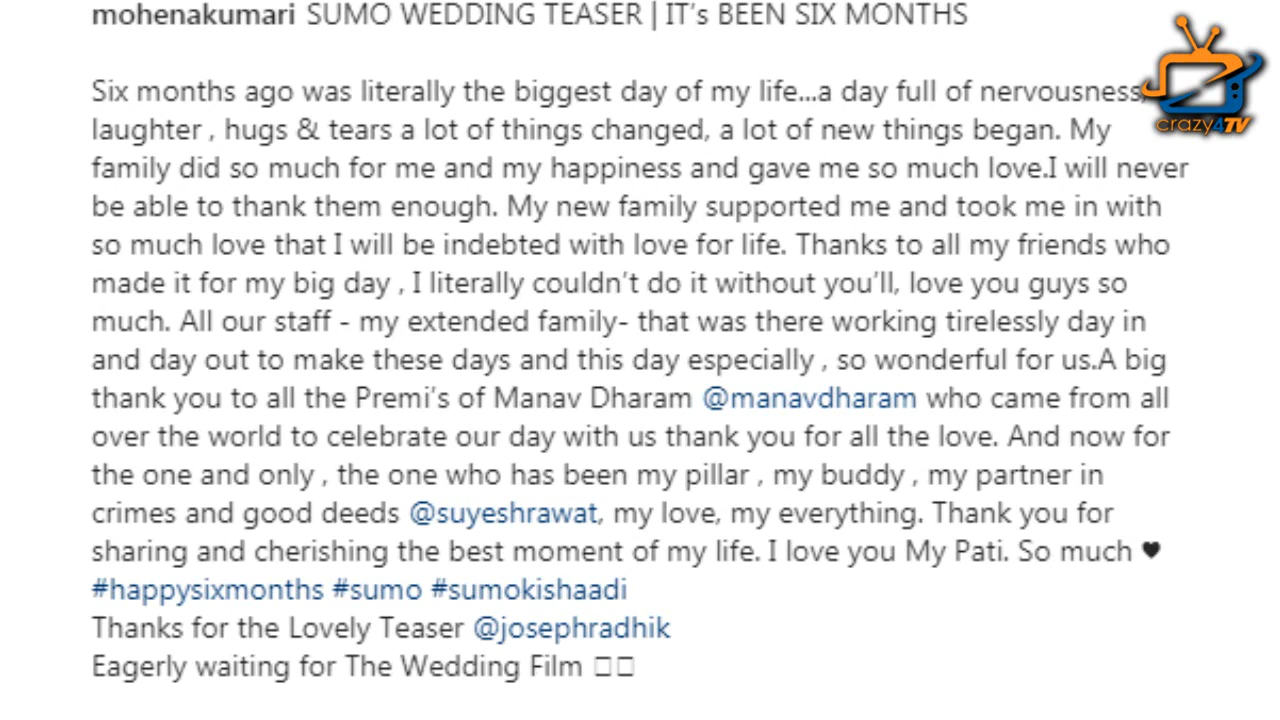 mohenakumari SUMO WEDDING TEASER | IT's BEEN SIX MONTHS
Six months ago was literally the biggest day of my life...a day full of nervousness,
laughter , hugs & tears a lot of things changed, a lot of new things began. My
family did so much for me and my happiness and gave me so much love.I will never
be able to thank them enough. My new family supported me and took me in with
so much love that I will be indebted with love for life. Thanks to all my friends who
made it for my big day , I literally couldn't do it without you'll, love you guys so
much. All our staff - my extended family- that was there working tirelessly day in
and day out to make these days and this day especially , so wonderful for us.A big
thank you to all the Premi's of Manav Dharam @manavdharam who came from all
over the world to celebrate our day with us thank you for all the love. And now for
the one and only , the one who has been my pillar , my buddy , my partner in
crimes and good deeds @suyeshrawat, my love, my everything. Thank you for
sharing and cherishing the best moment of my life. I love you My Pati. So much ♥
#happysixmonths #sumo #sumokishaadi
Thanks for the Lovely Teaser @josephradhik
Eagerly waiting for The Wedding Film □□
crazy4TV